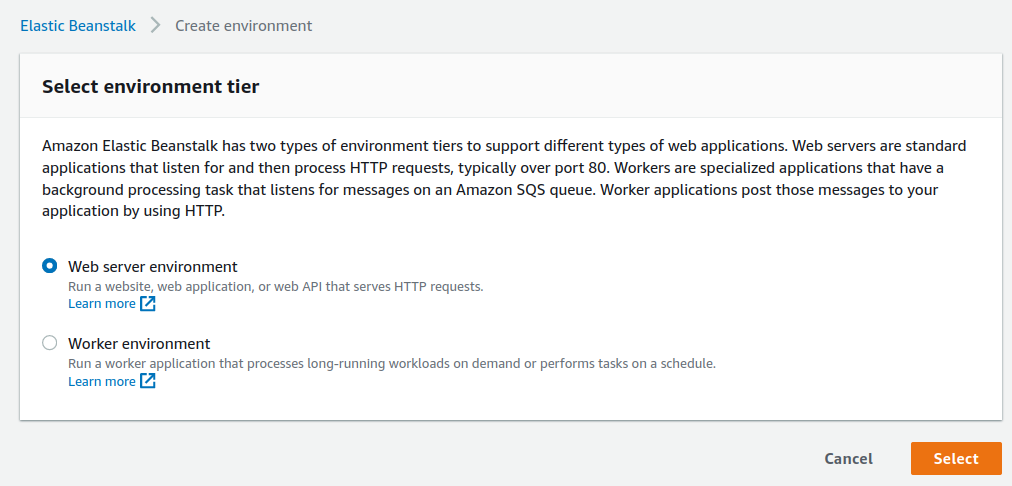 Elastic Beanstalk Create environment
Select environment tier
Amazon Elastic Beanstalk has two types of environment tiers to support different types of web applications. Web servers are standard
applications that listen for and then process HTTP requests, typically over port 80. Workers are specialized applications that have a
background processing task that listens for messages on an Amazon SQS queue. Worker applications post those messages to your
application by using HTTP.
Web server environment
Run a website, web application, or web API that serves HTTP requests.
Learn more
Worker environment
Run a worker application that processes long-running workloads on demand or performs tasks on a schedule.
Learn more
Cancel Select